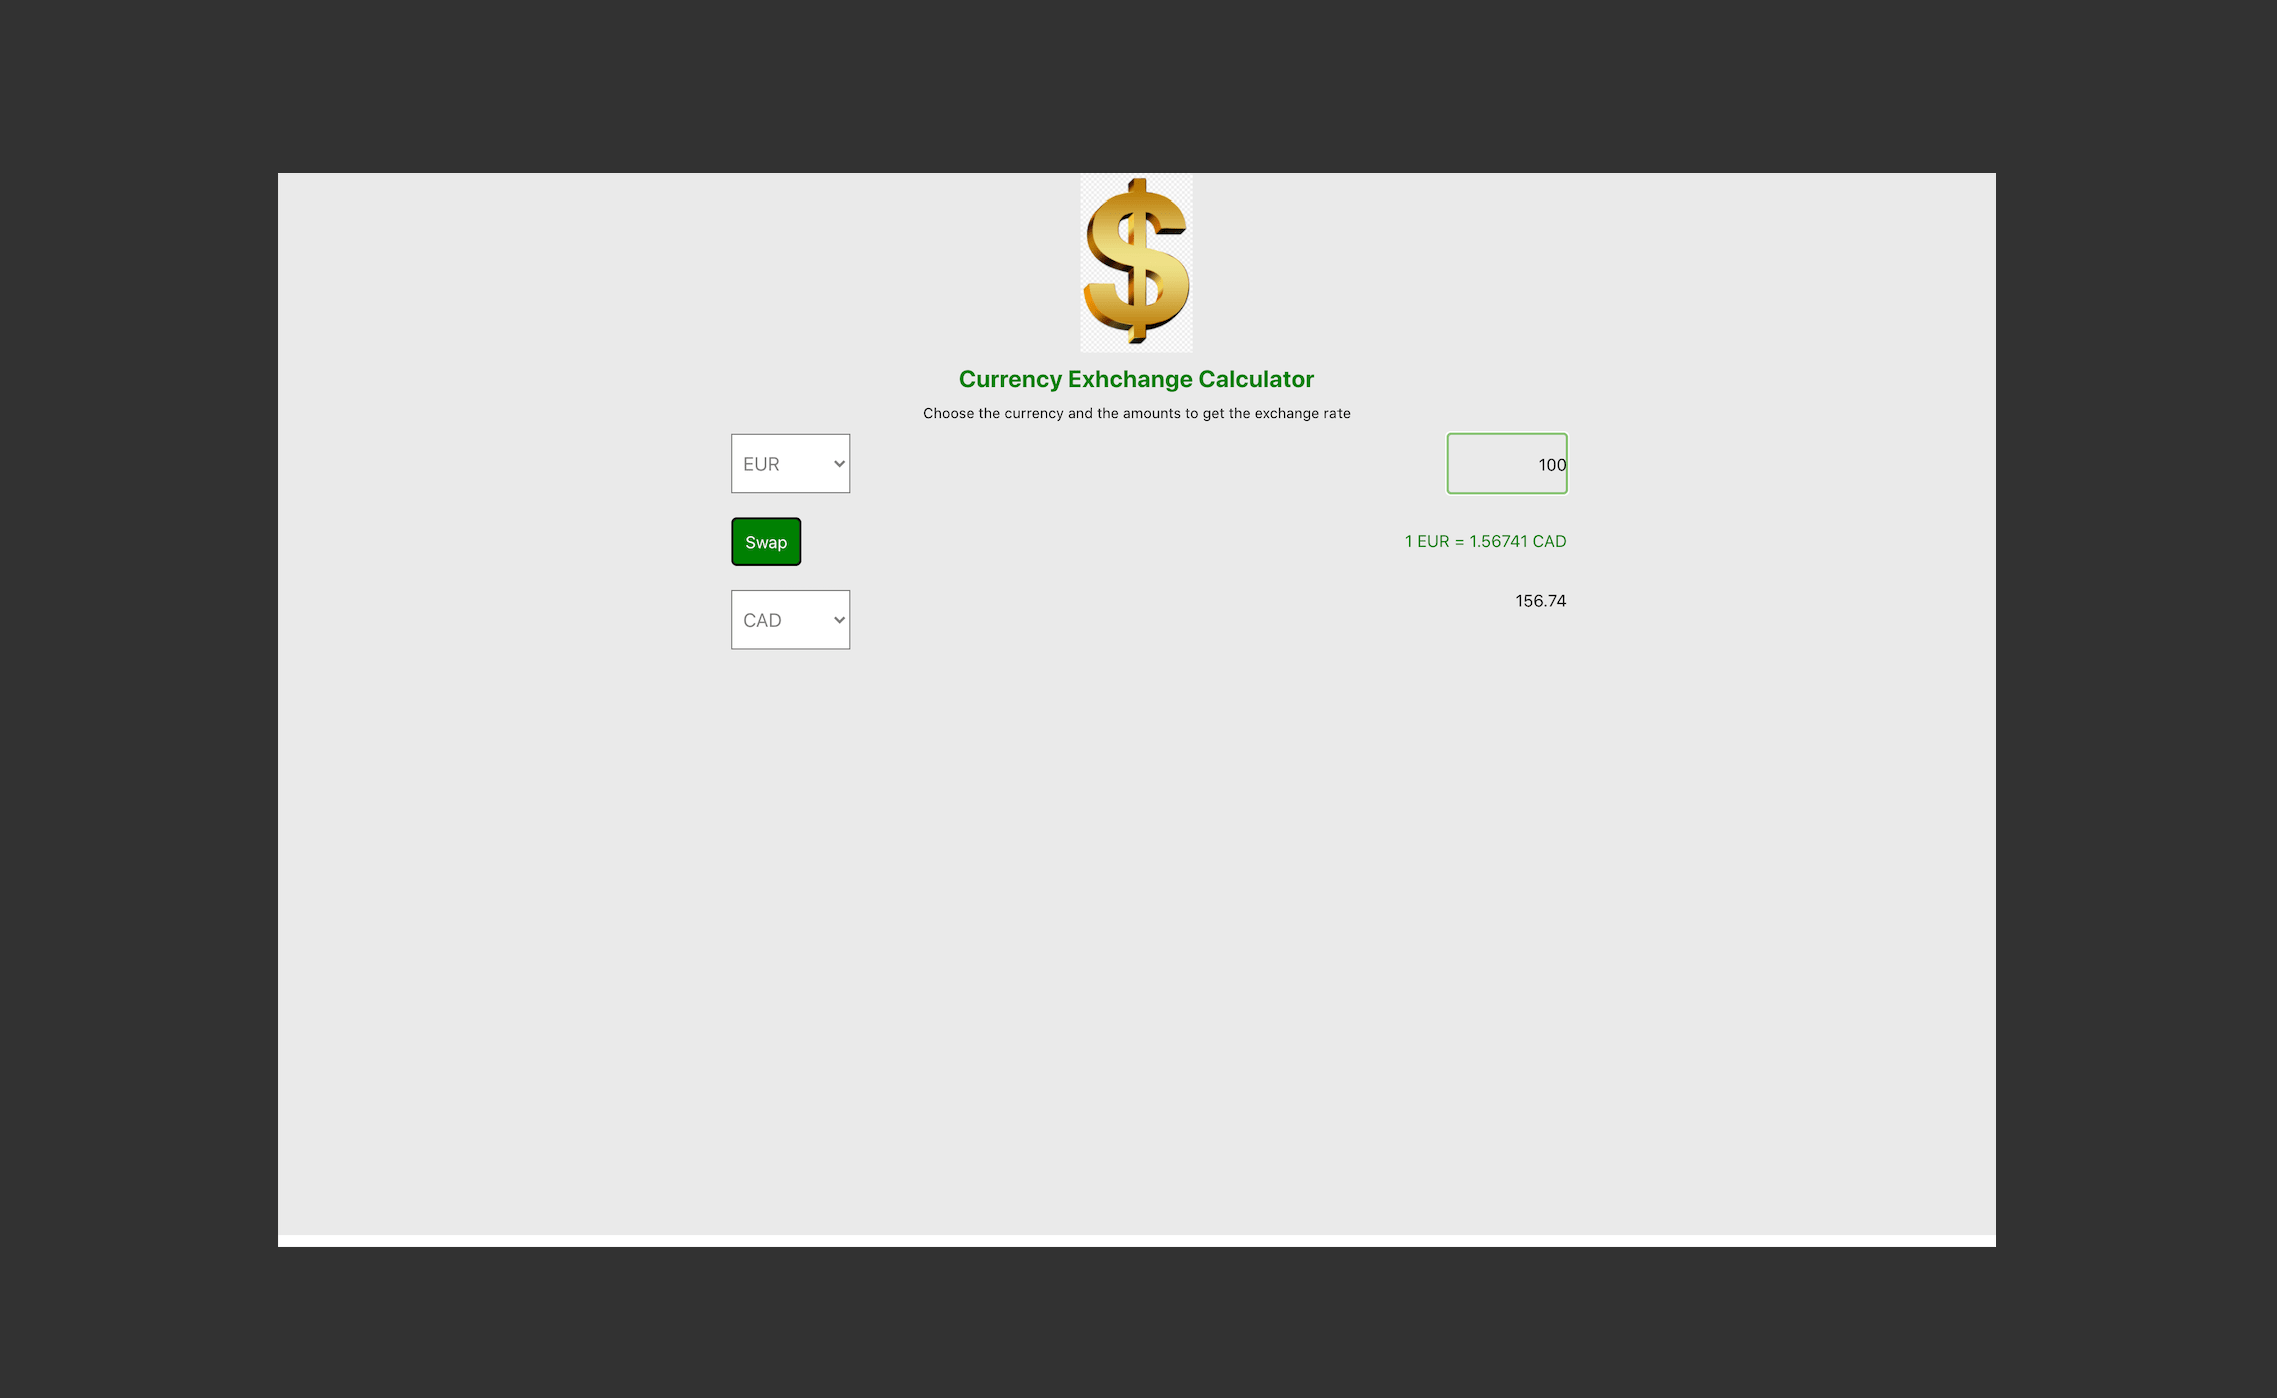 $
Currency Exhchange Calculator
Choose the currency and the amounts to get the exchange rate
EUR
100
Swap
1 EUR = 1.56741 CAD
CAD
156.74